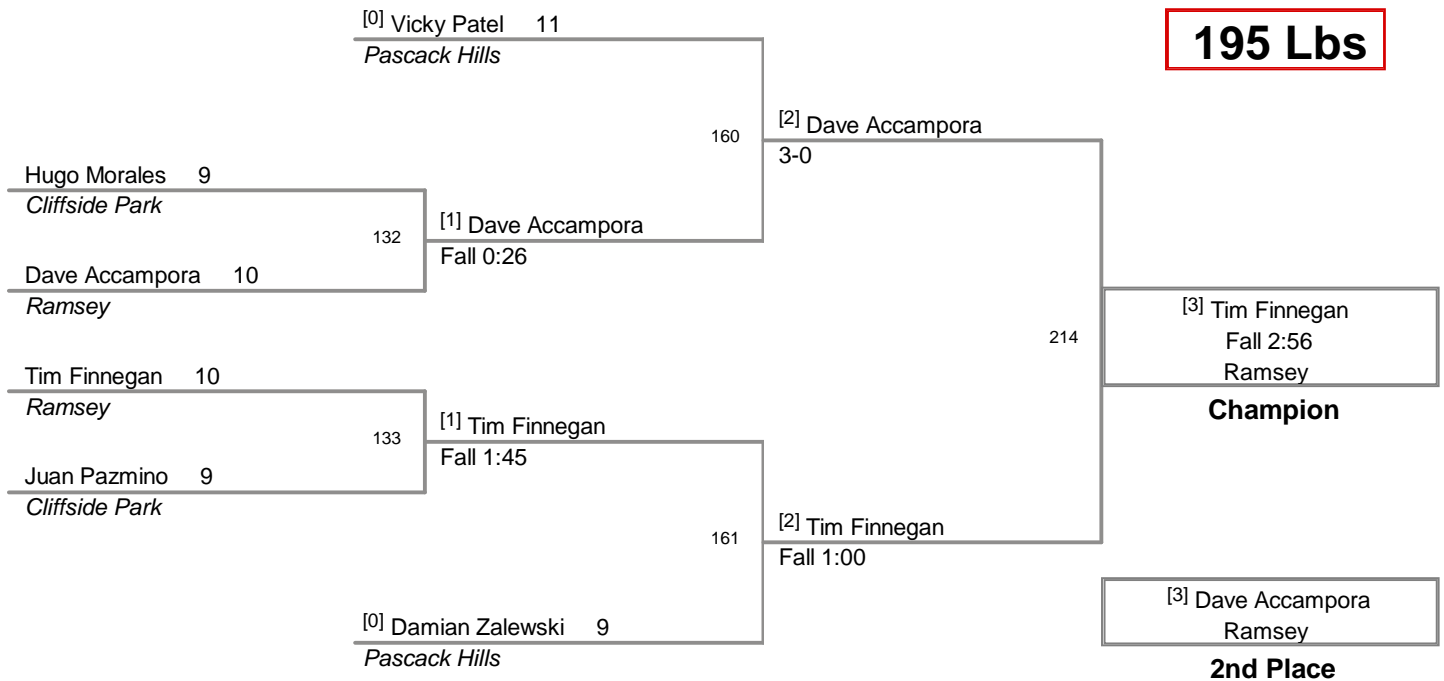 [0] Vicky Patel 11
Pascack Hills
195 Lbs
160
[2] Dave Accampora
3-0
Hugo Morales 9
Cliffside Park
132
[1] Dave Accampora
Fall 0:26
Dave Accampora 10
Ramsey
214
[3] Tim Finnegan
Fall 2:56
Ramsey
Champion
Tim Finnegan 10
Ramsey
133
[1] Tim Finnegan
Fall 1:45
Juan Pazmino 9
Cliffside Park
161
[2] Tim Finnegan
Fall 1:00
[0] Damian Zalewski 9
Pascack Hills
[3] Dave Accampora
Ramsey
2nd Place